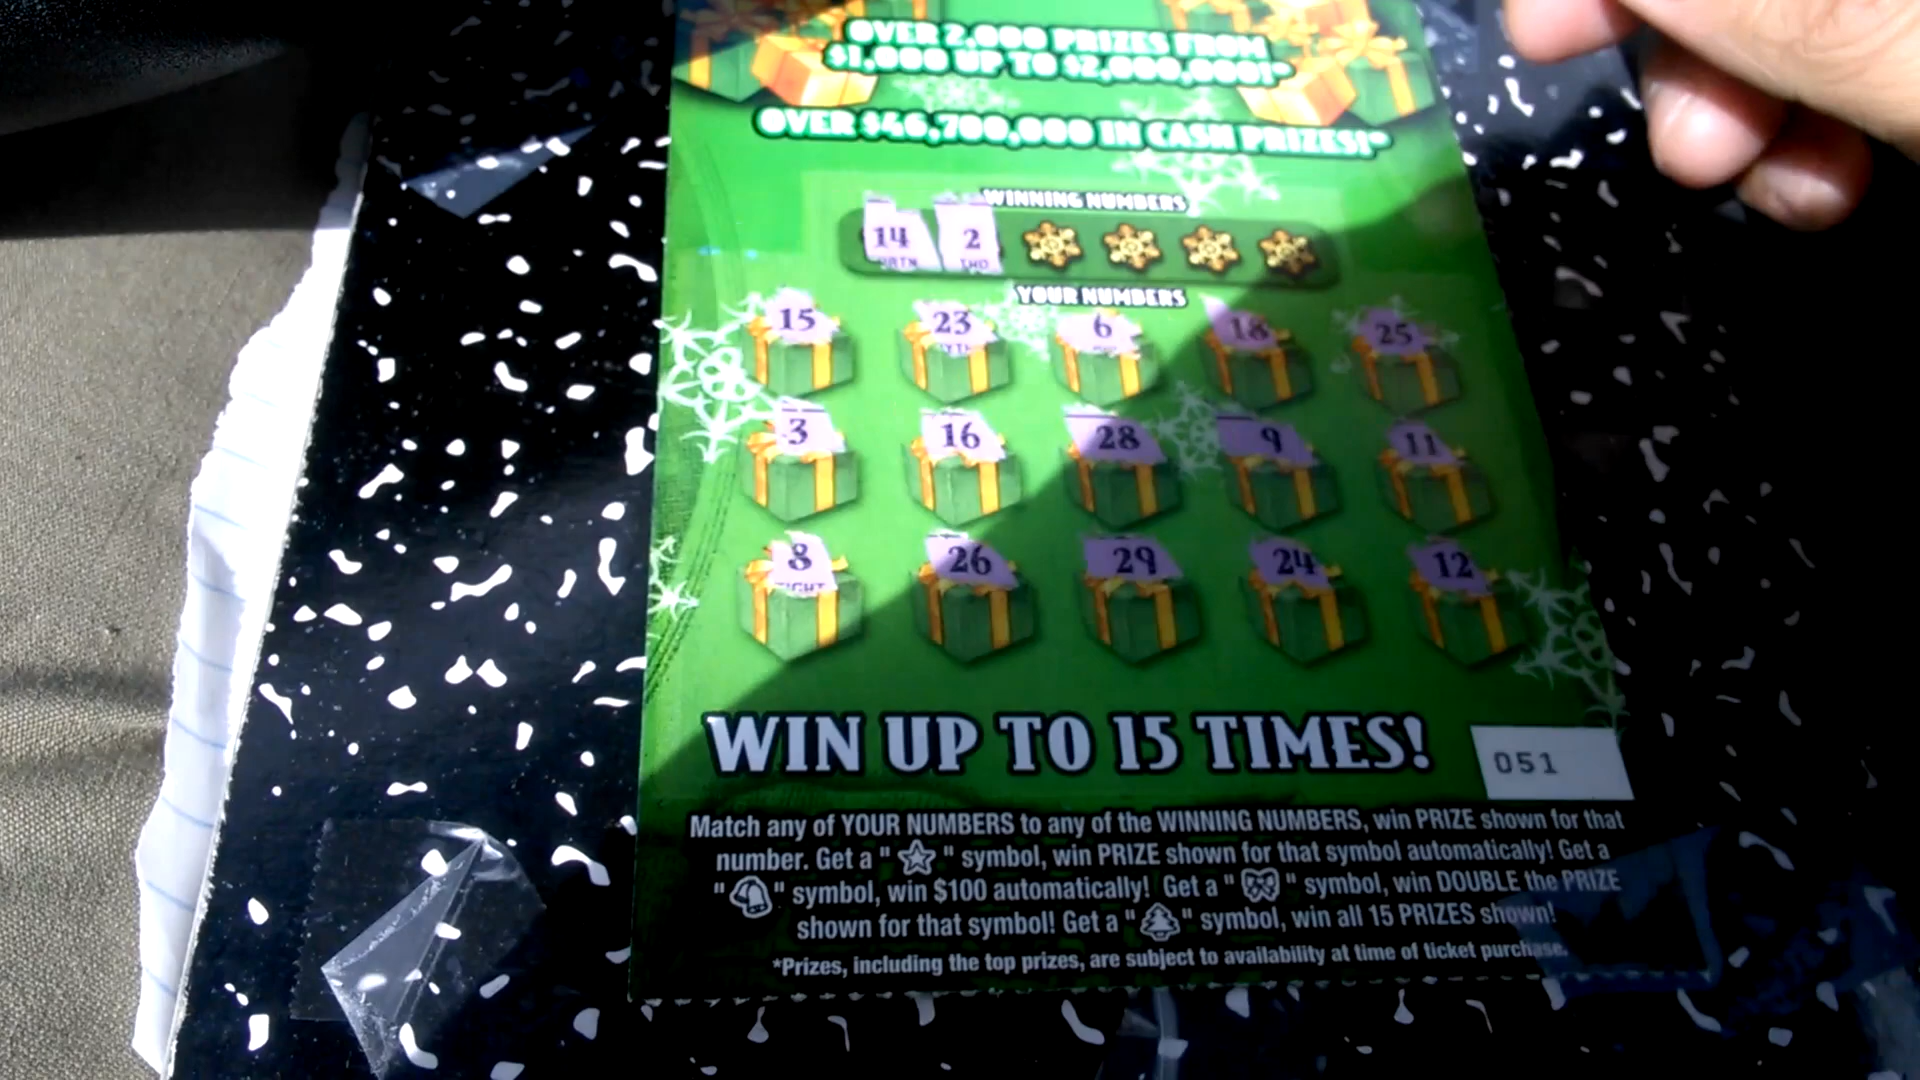 OVER 2,000 PRIZES FROM
$1,000 UP TO $2,000,000!*
OVER $46,700,000 IN CASH PRIZES!*
WINNING NUMBERS
14 2
TWO
YOUR NUMBERS
15 23 6 18 25
3 16 28 9 11
8 26 29 24 12
WIN UP TO 15 TIMES!
051
Match any of YOUR NUMBERS to any of the WINNING NUMBERS, win PRIZE shown for that
number. Get a " " symbol, win PRIZE shown for that symbol automatically! Get a
" " symbol, win $100 automatically! Get a " " symbol, win DOUBLE the PRIZE
shown for that symbol! Get a " " symbol, win all 15 PRIZES shown!
*Prizes, including the top prizes, are subject to availability at time of ticket purchase.